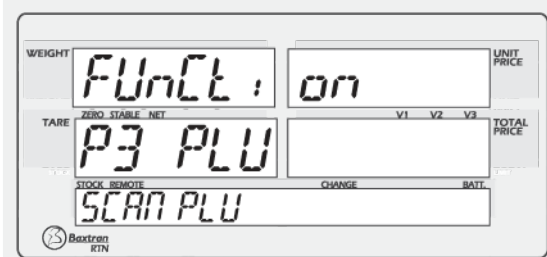 WEIGHT FUnCt: on UNIT PRICE
ZERO STABLE NET V1 V2 V3
TARE P3 PLU TOTAL PRICE
STOCK REMOTE CHANGE BATT.
SCAn PLU
Baxtran
RTN